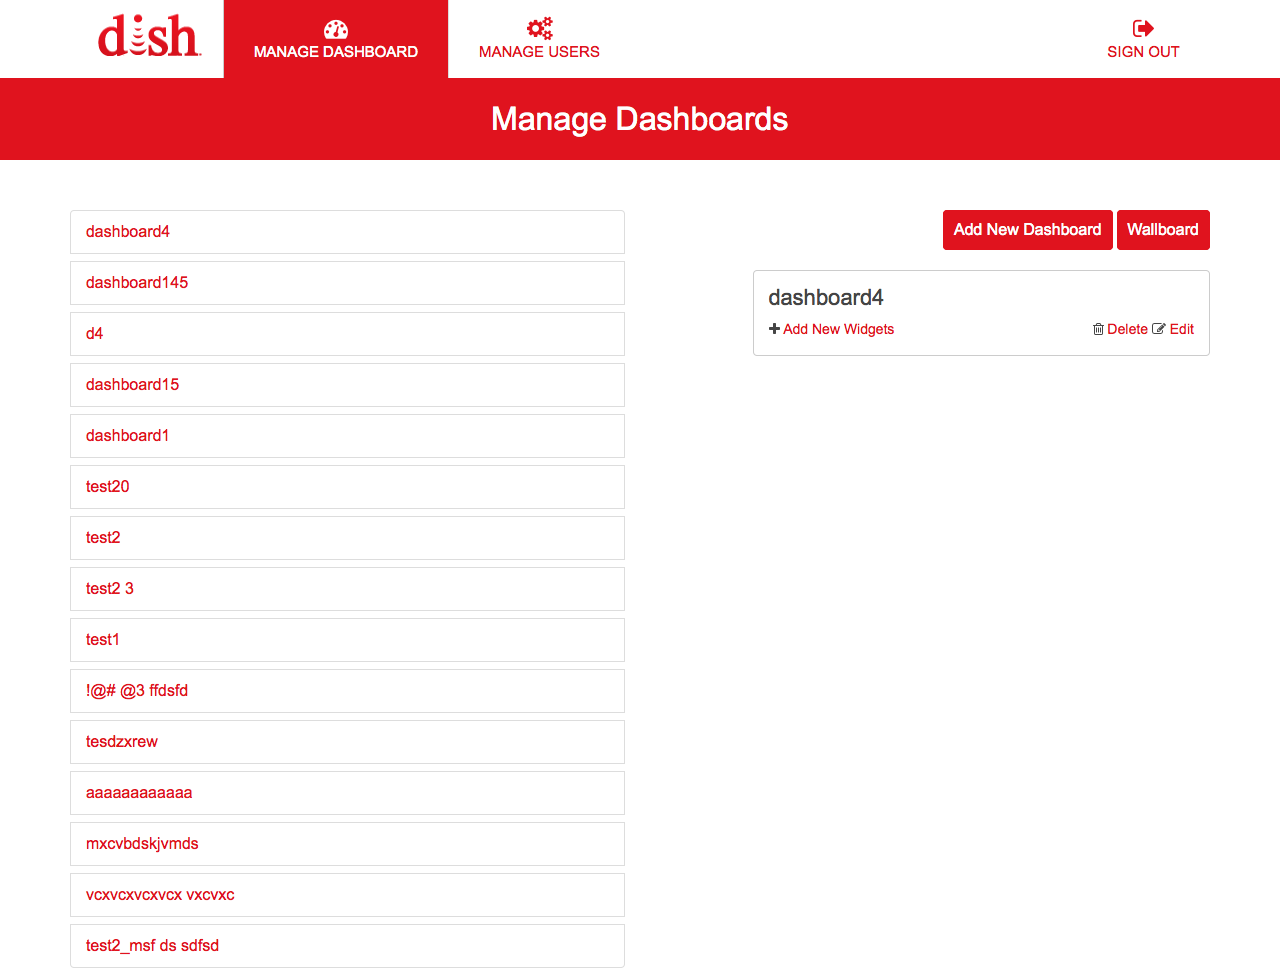 dish
MANAGE DASHBOARD
MANAGE USERS
SIGN OUT
Manage Dashboards
dashboard4
dashboard145
d4
dashboard15
dashboard1
test20
test2
test2 3
test1
!@# @3 ffdsfd
tesdzxrew
aaaaaaaaaaaa
mxcvbdskjvmds
vcxvcxvcxvcx vxcvxc
test2_msf ds sdfsd
Add New Dashboard Wallboard
dashboard4
Add New Widgets Delete Edit